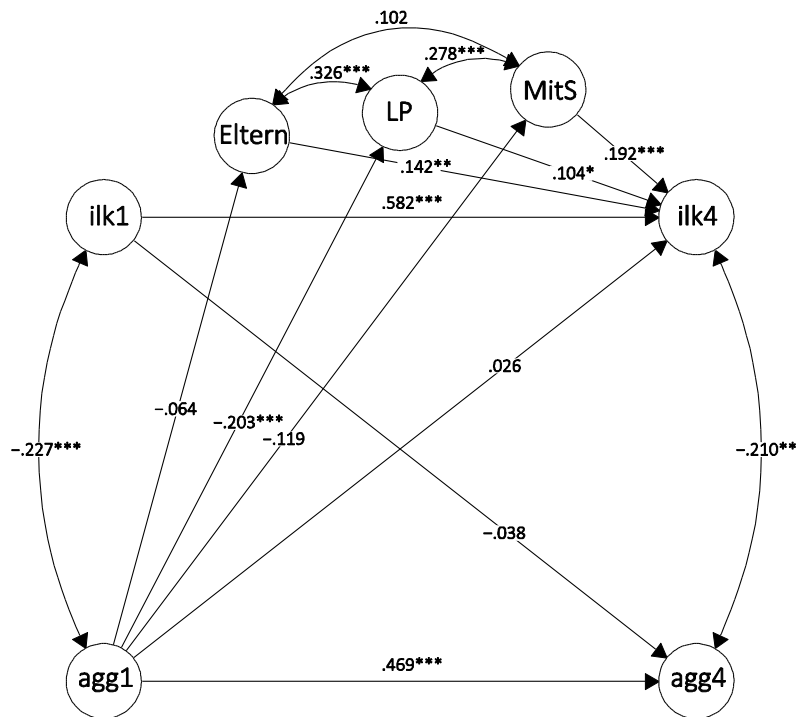 .102
.278***
.326***
MitS
LP
Eltern
.192***
.142**
.104*
.582***
ilk1
ilk4
.026
−.064
−.203***
−.119
−.227***
−.210**
−.038
.469***
agg1
agg4